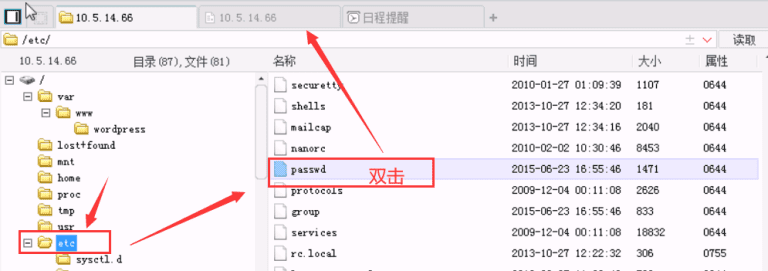 10.5.14.66
10.5.14.66
日程提醒
/etc/
读取
10.5.14.66 目录(87),文件(81)
名称 时间 大小 属性
/
var
www
wordpress
lost+found
mnt
home
proc
tmp
usr
etc
sysctl.d
securetty 2010-01-27 01:09:39 1107 0644
shells 2013-10-27 12:34:20 181 0644
mailcap 2013-10-27 12:34:16 2040 0644
nanorc 2010-02-02 10:30:46 8453 0644
passwd 2015-06-23 16:55:46 1471 0644
双击
protocols 2009-12-04 00:11:08 2626 0644
group 2015-06-23 16:55:46 833 0644
services 2009-12-04 00:11:08 18832 0644
rc.local 2013-10-27 12:22:32 306 0755